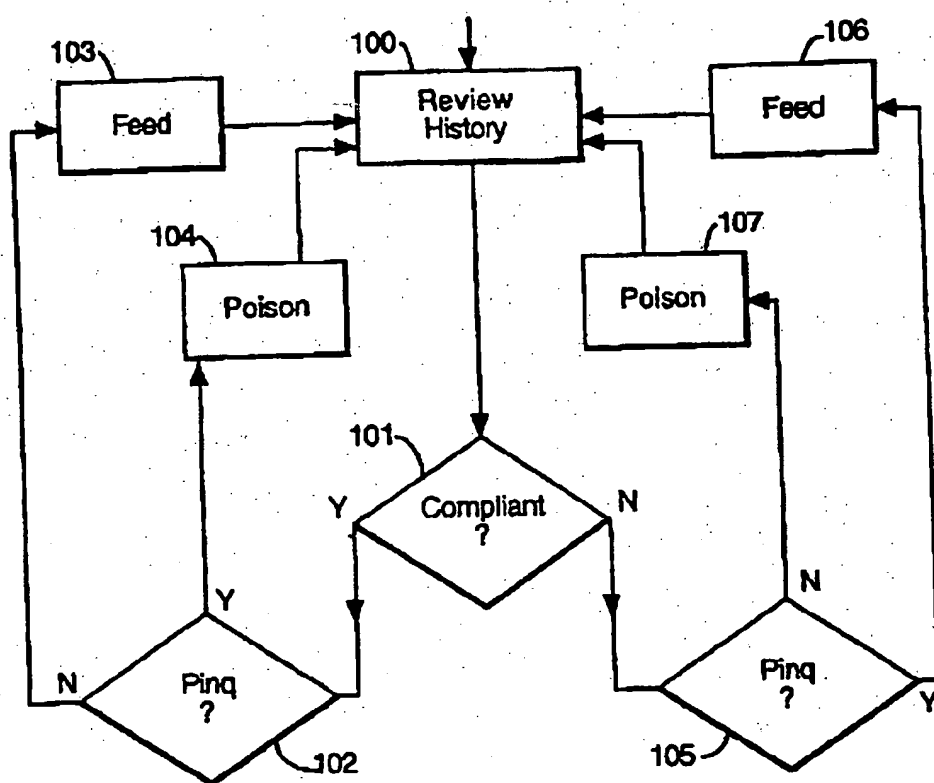 103
100
106
Feed
Review
History
Feed
104
107
Poison
Poison
101
Y
Compliant
?
N
Y
N
N
Pinq
?
Pinq
?
Y
102
105